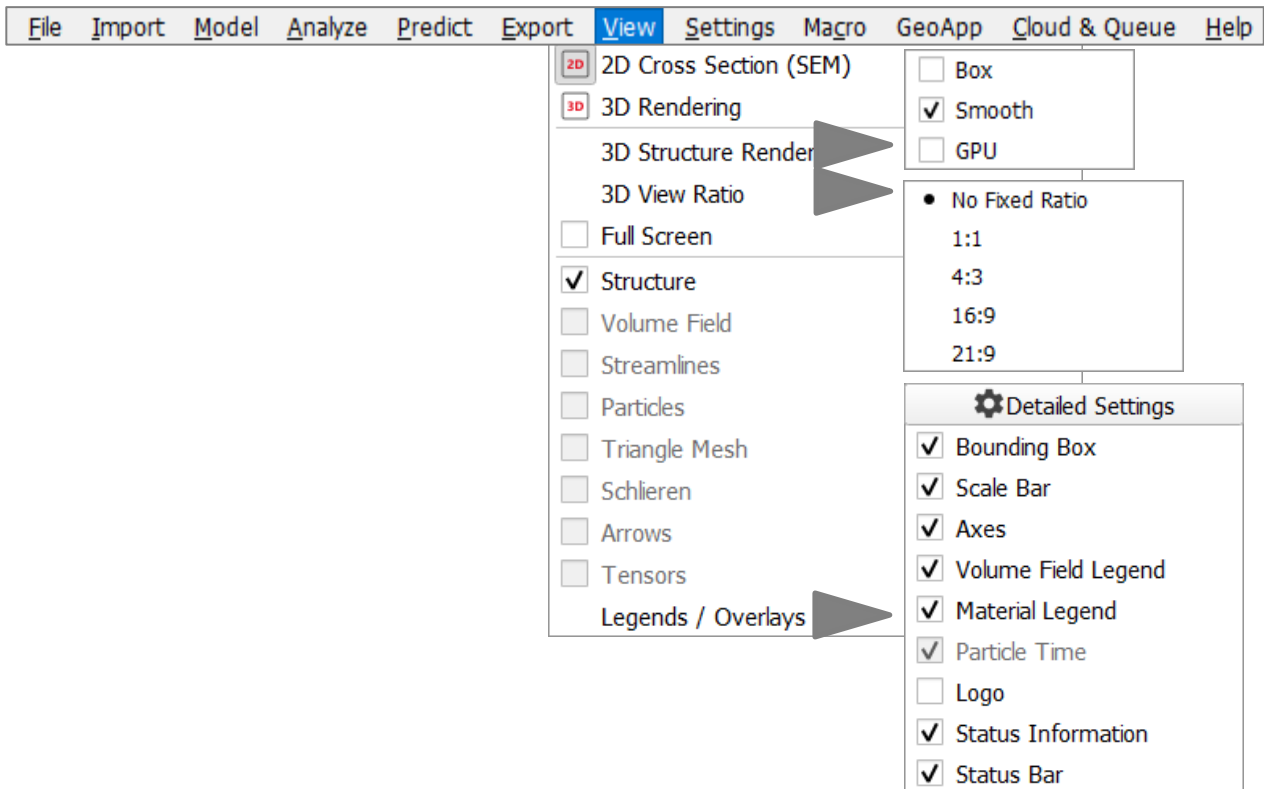 File Import Model Analyze Predict Export View Settings Macro GeoApp Cloud & Queue Help
2D 2D Cross Section (SEM)
3D 3D Rendering
3D Structure Render
3D View Ratio
Full Screen
Structure
Volume Field
Streamlines
Particles
Triangle Mesh
Schlieren
Arrows
Tensors
Legends / Overlays
Box
Smooth
GPU
No Fixed Ratio
1:1
4:3
16:9
21:9
Detailed Settings
Bounding Box
Scale Bar
Axes
Volume Field Legend
Material Legend
Particle Time
Logo
Status Information
Status Bar